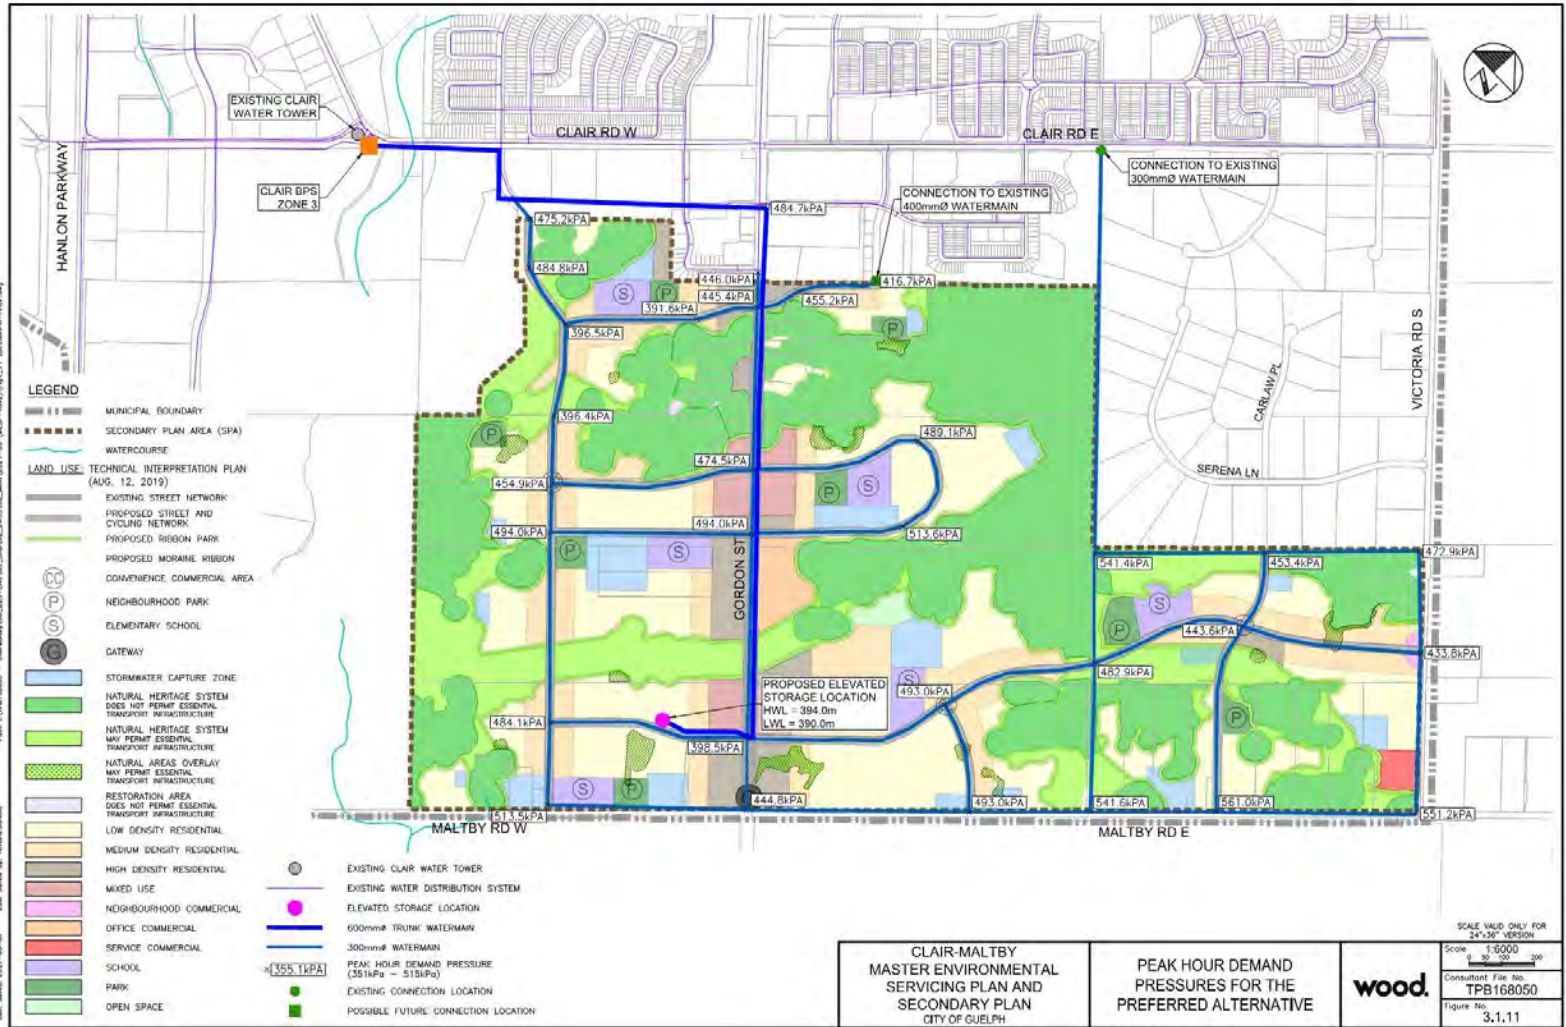 EXISTING CLAIR
WATER TOWER
CLAIR RD W
CLAIR RD E
HANLON PARKWAY
CLAIR BPS
ZONE 3
CONNECTION TO EXISTING
300mmØ WATERMAIN
CONNECTION TO EXISTING
400mmØ WATERMAIN
475.2kPA
484.7kPA
484.8kPA
446.0kPA
416.7kPA
445.4kPA
455.2kPA
391.6kPA
396.5kPA
S
P
P
VICTORIA RD S
CARLAW PL
SERENA LN
396.4kPA
P
489.1kPA
474.5kPA
454.9kPA
P
S
494.0kPA
494.0kPA
513.6kPA
P
S
GORDON ST
472.9kPA
541.4kPA
453.4kPA
S
P
443.6kPA
433.8kPA
482.9kPA
S
493.0kPA
PROPOSED ELEVATED
STORAGE LOCATION
HWL = 394.0m
LWL = 390.0m
P
484.1kPA
398.5kPA
S
P
444.8kPA
493.0kPA
541.6kPA
561.0kPA
551.2kPA
513.5kPA
MALTBY RD W
MALTBY RD E
LEGEND
MUNICIPAL BOUNDARY
SECONDARY PLAN AREA (SPA)
WATERCOURSE
LAND USE: TECHNICAL INTERPRETATION PLAN
(AUG. 12, 2019)
EXISTING STREET NETWORK
PROPOSED STREET AND
CYCLING NETWORK
PROPOSED RIBBON PARK
PROPOSED MORAINE RIBBON
CC CONVENIENCE COMMERCIAL AREA
P NEIGHBOURHOOD PARK
S ELEMENTARY SCHOOL
G GATEWAY
STORMWATER CAPTURE ZONE
NATURAL HERITAGE SYSTEM
DOES NOT PERMIT ESSENTIAL
TRANSPORT INFRASTRUCTURE
NATURAL HERITAGE SYSTEM
MAY PERMIT ESSENTIAL
TRANSPORT INFRASTRUCTURE
NATURAL AREAS OVERLAY
MAY PERMIT ESSENTIAL
TRANSPORT INFRASTRUCTURE
RESTORATION AREA
DOES NOT PERMIT ESSENTIAL
TRANSPORT INFRASTRUCTURE
LOW DENSITY RESIDENTIAL
MEDIUM DENSITY RESIDENTIAL
HIGH DENSITY RESIDENTIAL
MIXED USE
NEIGHBOURHOOD COMMERCIAL
OFFICE COMMERCIAL
SERVICE COMMERCIAL
SCHOOL
PARK
OPEN SPACE
EXISTING CLAIR WATER TOWER
EXISTING WATER DISTRIBUTION SYSTEM
ELEVATED STORAGE LOCATION
600mmø TRUNK WATERMAIN
300mmø WATERMAIN
x 355.1kPA PEAK HOUR DEMAND PRESSURE
(351kPa – 515kPa)
EXISTING CONNECTION LOCATION
POSSIBLE FUTURE CONNECTION LOCATION
CLAIR-MALTBY
MASTER ENVIRONMENTAL
SERVICING PLAN AND
SECONDARY PLAN
CITY OF GUELPH
PEAK HOUR DEMAND
PRESSURES FOR THE
PREFERRED ALTERNATIVE
wood.
SCALE VALID ONLY FOR
24"x36" VERSION
Scale 1:6000
0 50 100 200
Consultant File No.
TPB168050
Figure No.
3.1.11